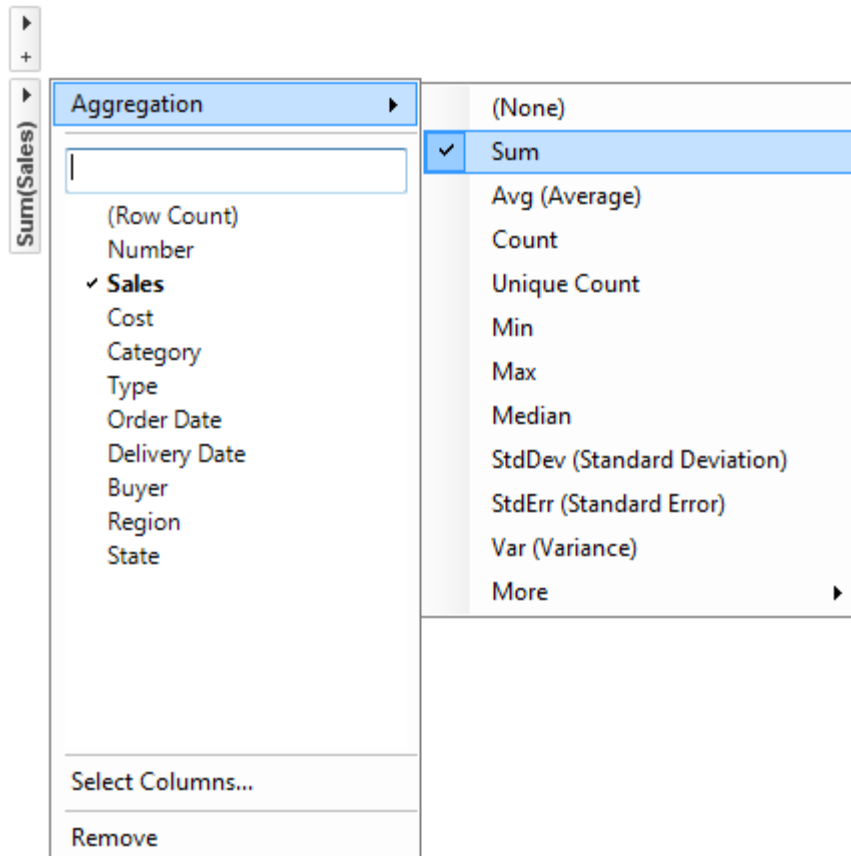 +
Sum(Sales)
Aggregation
(Row Count)
Number
Sales
Cost
Category
Type
Order Date
Delivery Date
Buyer
Region
State
Select Columns...
Remove
(None)
Sum
Avg (Average)
Count
Unique Count
Min
Max
Median
StdDev (Standard Deviation)
StdErr (Standard Error)
Var (Variance)
More